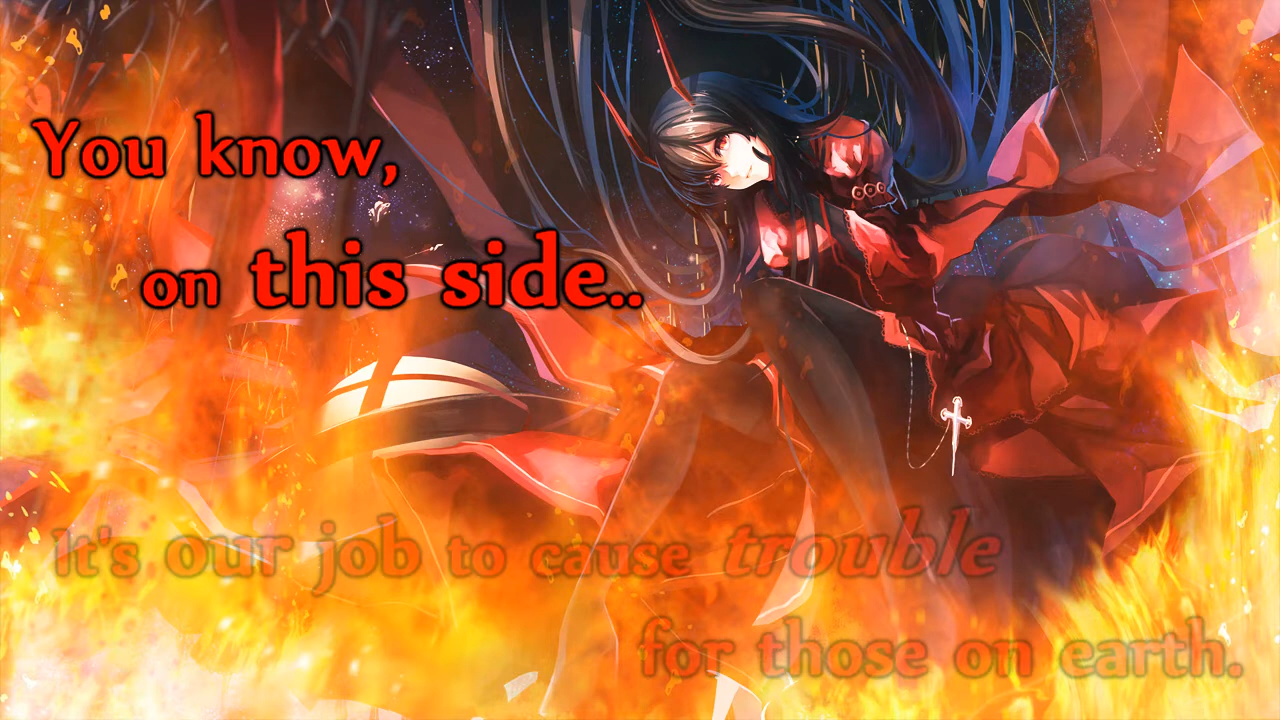 You know,
on this side..
It's our job to cause trouble
for those on earth.